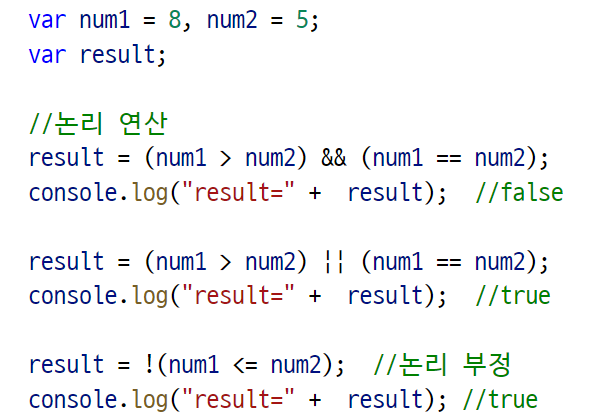 var num1 = 8, num2 = 5;
var result;
//논리 연산
result = (num1 > num2) && (num1 == num2);
console.log("result=" +  result);  //false
result = (num1 > num2) || (num1 == num2);
console.log("result=" +  result);  //true
result = !(num1 <= num2);  //논리 부정
console.log("result=" +  result); //true